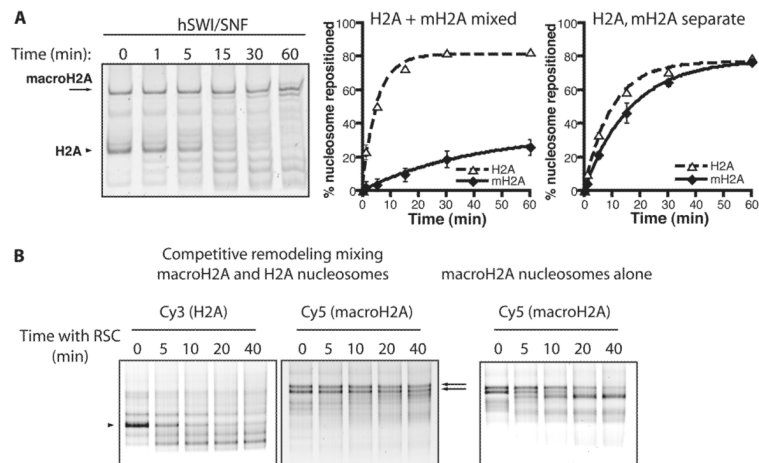 A
hSWI/SNF
Time (min): 0 1 5 15 30 60
macroH2A
H2A
H2A + mH2A mixed
% nucleosome repositioned
100
80
60
40
20
0
0 10 20 30 40 50 60
Time (min)
H2A
mH2A
H2A, mH2A separate
% nucleosome repositioned
100
80
60
40
20
0
0 10 20 30 40 50 60
Time (min)
H2A
mH2A
B
Competitive remodeling mixing
macroH2A and H2A nucleosomes
macroH2A nucleosomes alone
Cy3 (H2A)
Cy5 (macroH2A)
Cy5 (macroH2A)
Time with RSC
(min)
0 5 10 20 40
0 5 10 20 40
0 5 10 20 40